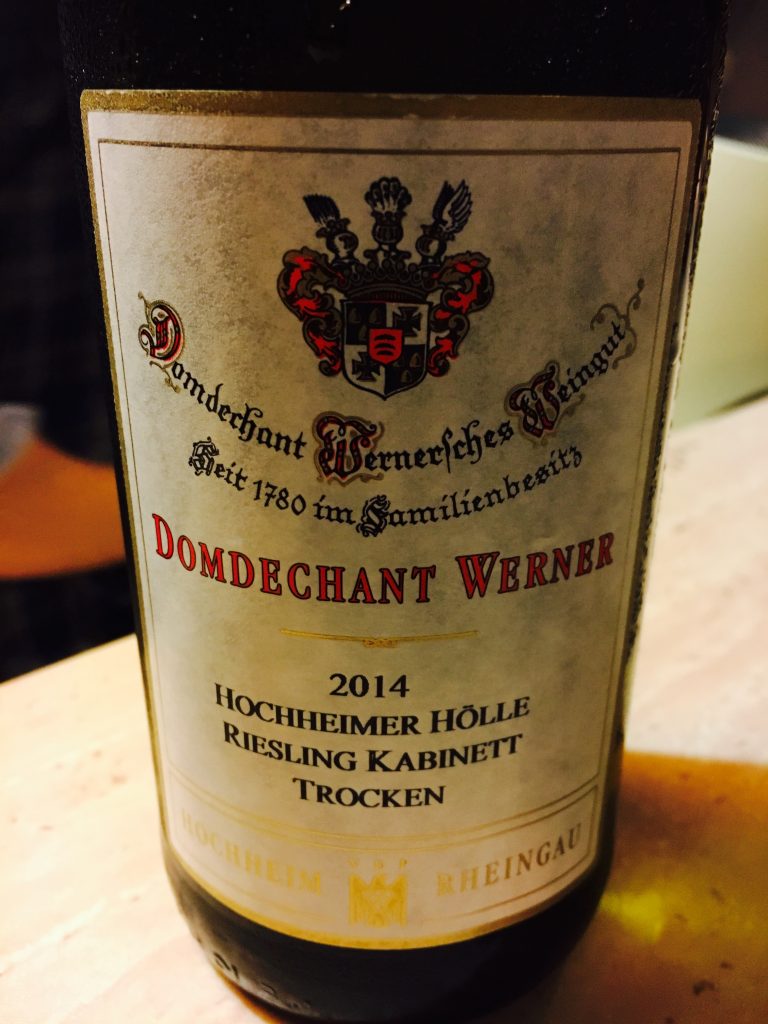 Domdechant Wernersches Weingut
Seit 1780 im Familienbesitz
DOMDECHANT WERNER
2014
HOCHHEIMER HÖLLE
RIESLING KABINETT
TROCKEN
HOCHHEIM VDP RHEINGAU